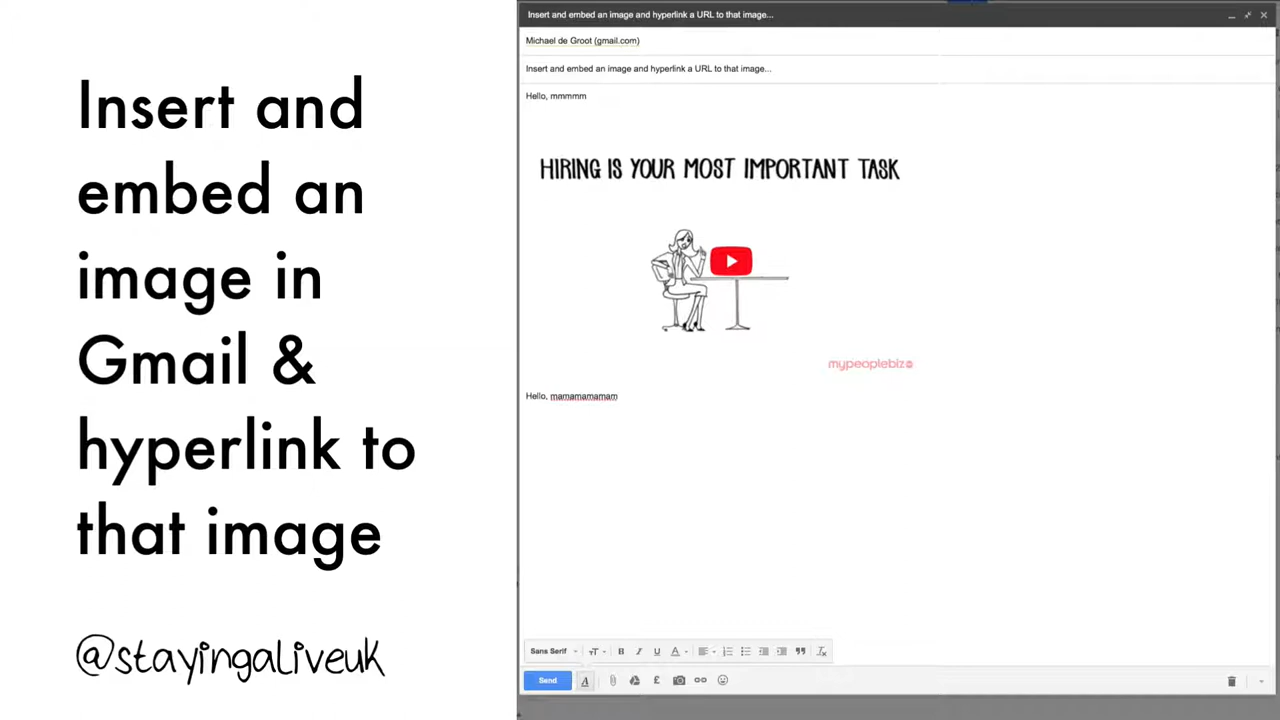 Insert and
embed an
image in
Gmail &
hyperlink to
that image
@stayingaliveuk
Insert and embed an image and hyperlink a URL to that image...
Michael de Groot (gmail.com)
Insert and embed an image and hyperlink a URL to that image...
Hello, mmmmm
HIRING IS YOUR MOST IMPORTANT TASK
mypeoplebiz
Hello, mamamamamam
Sans Serif
Send